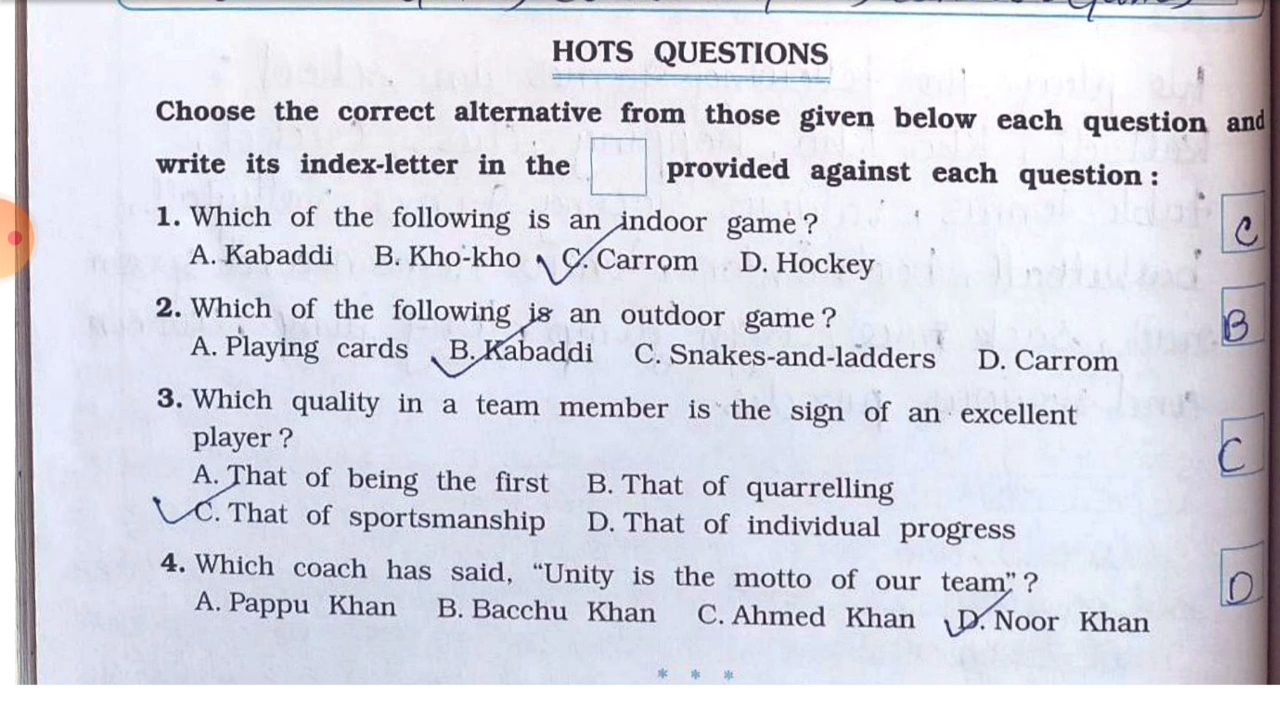 HOTS QUESTIONS
Choose the correct alternative from those given below each question and
write its index-letter in the provided against each question :
1. Which of the following is an indoor game ? C
A. Kabaddi B. Kho-kho C. Carrom D. Hockey
2. Which of the following is an outdoor game ? B
A. Playing cards B. Kabaddi C. Snakes-and-ladders D. Carrom
3. Which quality in a team member is the sign of an excellent
player ? C
A. That of being the first B. That of quarrelling
C. That of sportsmanship D. That of individual progress
4. Which coach has said, “Unity is the motto of our team” ? D
A. Pappu Khan B. Bacchu Khan C. Ahmed Khan D. Noor Khan
* * *